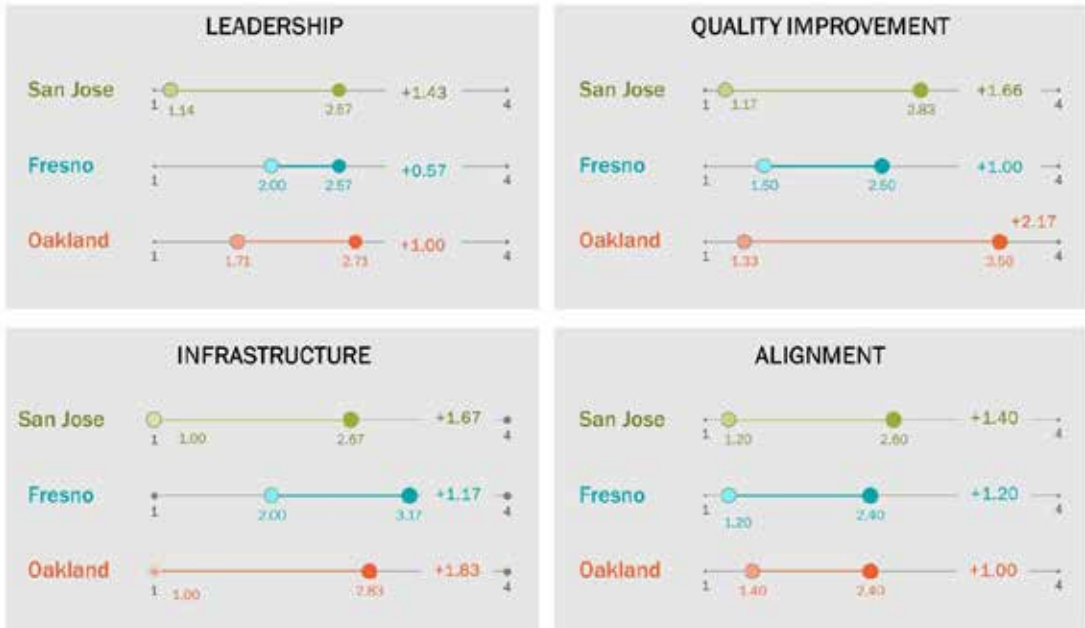 LEADERSHIP
San Jose 1 1.14 2.57 +1.43 4
Fresno 1 2.00 2.57 +0.57 4
Oakland 1 1.71 2.71 +1.00 4
QUALITY IMPROVEMENT
San Jose 1 1.17 2.83 +1.66 4
Fresno 1 1.50 2.50 +1.00 4
Oakland 1 1.33 3.50 +2.17 4
INFRASTRUCTURE
San Jose 1 1.00 2.67 +1.67 4
Fresno 1 2.00 3.17 +1.17 4
Oakland 1 1.00 2.83 +1.83 4
ALIGNMENT
San Jose 1 1.20 2.60 +1.40 4
Fresno 1 1.20 2.40 +1.20 4
Oakland 1 1.40 2.40 +1.00 4